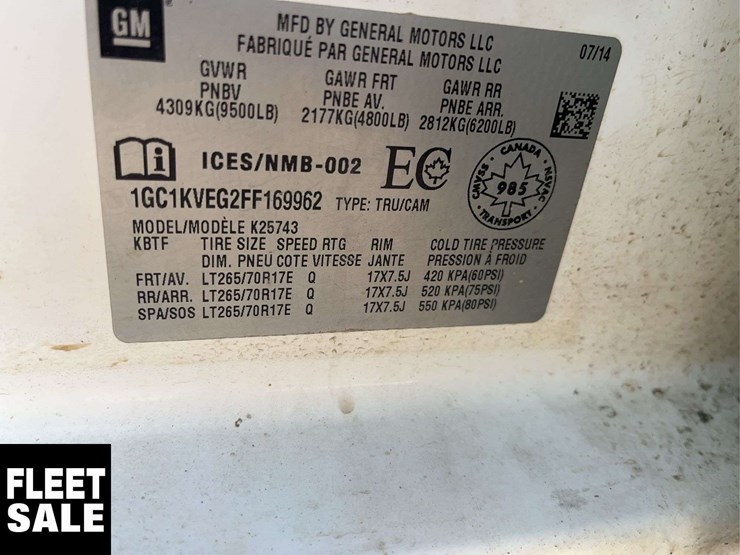 GM
MFD BY GENERAL MOTORS LLC
FABRIQUÉ PAR GENERAL MOTORS LLC
07/14
GVWR GAWR FRT GAWR RR
PNBV PNBE AV. PNBE ARR.
4309KG(9500LB) 2177KG(4800LB) 2812KG(6200LB)
i ICES/NMB-002 EC
CANADA
CMVSS 985 NSVAC
TRANSPORT
1GC1KVEG2FF169962 TYPE: TRU/CAM
MODEL/MODÈLE K25743
KBTF TIRE SIZE SPEED RTG RIM COLD TIRE PRESSURE
DIM. PNEU COTE VITESSE JANTE PRESSION À FROID
FRT/AV. LT265/70R17E Q 17X7.5J 420 KPA(60PSI)
RR/ARR. LT265/70R17E Q 17X7.5J 520 KPA(75PSI)
SPA/SOS LT265/70R17E Q 17X7.5J 550 KPA(80PSI)
FLEET
SALE